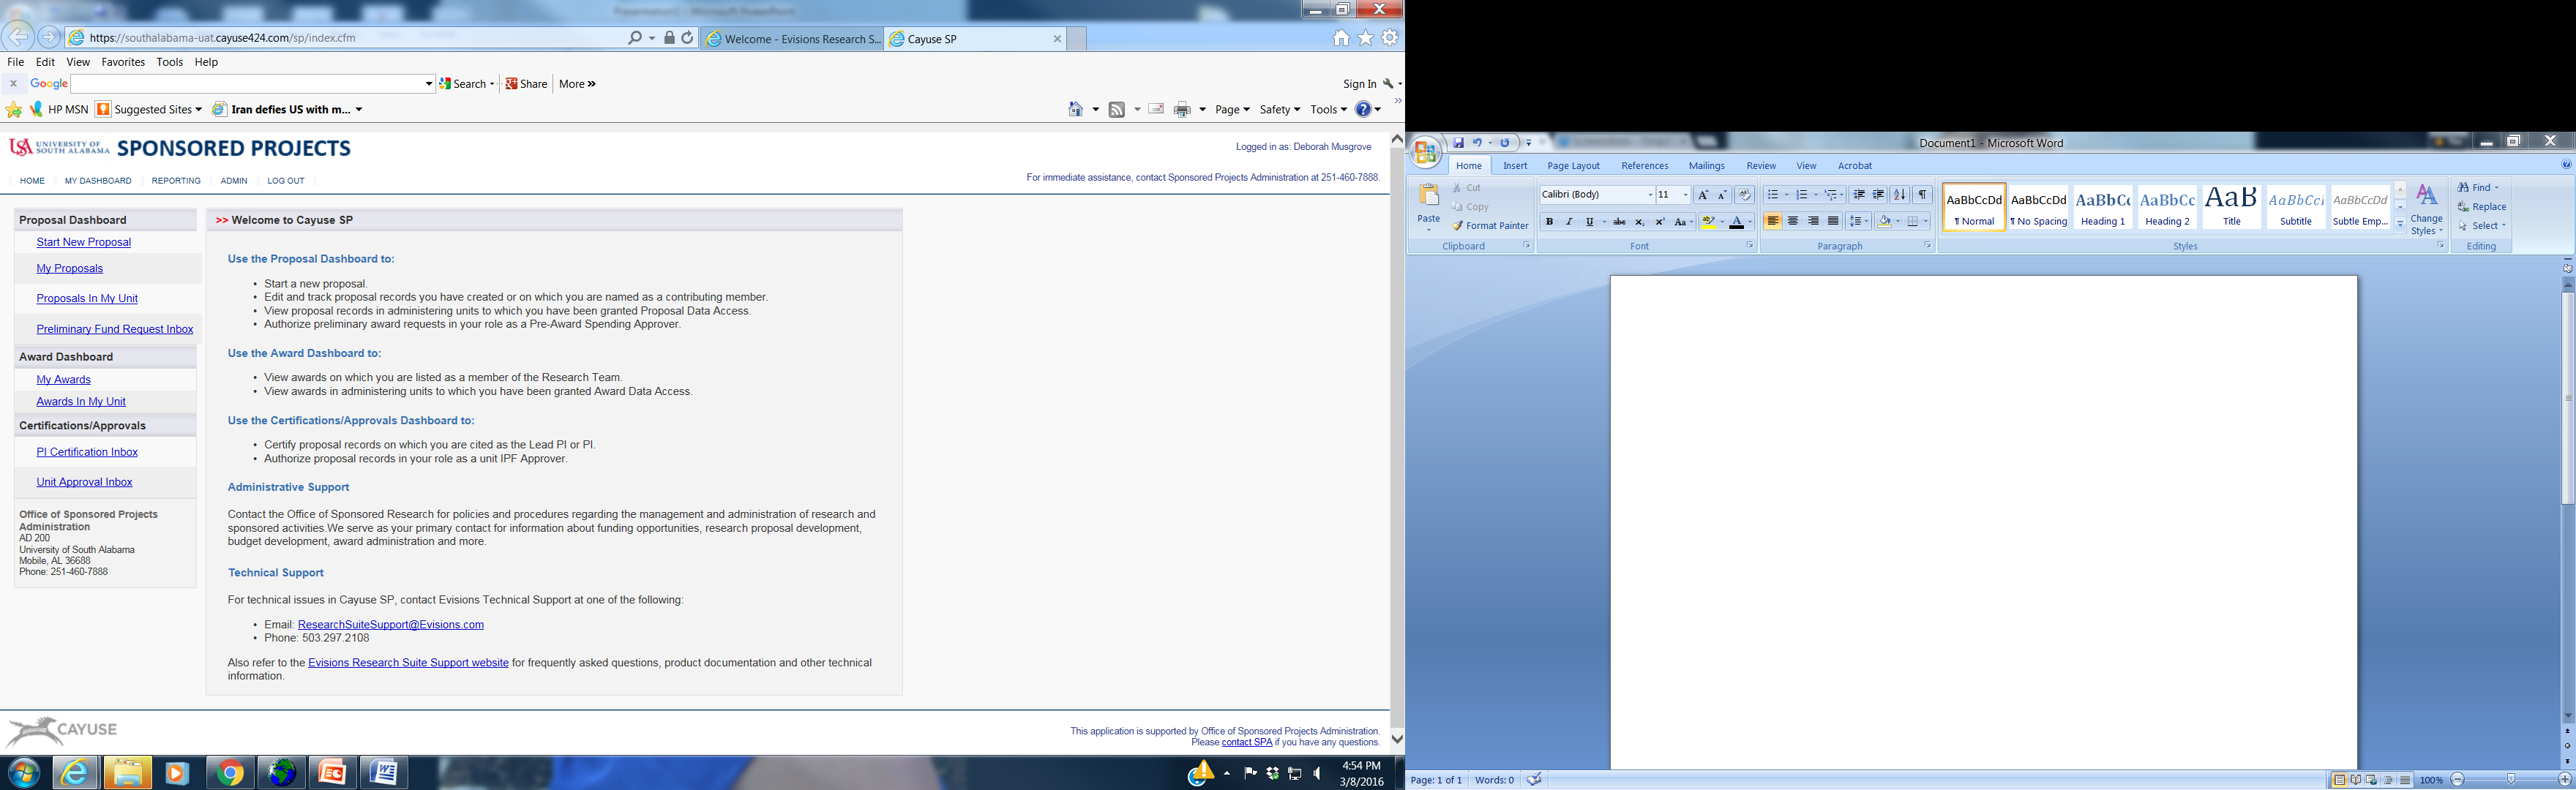 Presentation1 - Microsoft PowerPoint
https://southalabama-uat.cayuse424.com/sp/index.cfm
Welcome - Evisions Research S...
Cayuse SP
File Edit View Favorites Tools Help
x Google Search Share More »
Sign In
HP MSN Suggested Sites Iran defies US with m...
Page Safety Tools
USA UNIVERSITY OF SOUTH ALABAMA SPONSORED PROJECTS
Logged in as: Deborah Musgrove
HOME MY DASHBOARD REPORTING ADMIN LOG OUT
For immediate assistance, contact Sponsored Projects Administration at 251-460-7888.
Proposal Dashboard
Start New Proposal
My Proposals
Proposals In My Unit
Preliminary Fund Request Inbox
Award Dashboard
My Awards
Awards In My Unit
Certifications/Approvals
PI Certification Inbox
Unit Approval Inbox
Office of Sponsored Projects
Administration
AD 200
University of South Alabama
Mobile, AL 36688
Phone: 251-460-7888
>> Welcome to Cayuse SP
Use the Proposal Dashboard to:
• Start a new proposal.
• Edit and track proposal records you have created or on which you are named as a contributing member.
• View proposal records in administering units to which you have been granted Proposal Data Access.
• Authorize preliminary award requests in your role as a Pre-Award Spending Approver.
Use the Award Dashboard to:
• View awards on which you are listed as a member of the Research Team.
• View awards in administering units to which you have been granted Award Data Access.
Use the Certifications/Approvals Dashboard to:
• Certify proposal records on which you are cited as the Lead PI or PI.
• Authorize proposal records in your role as a unit IPF Approver.
Administrative Support
Contact the Office of Sponsored Research for policies and procedures regarding the management and administration of research and
sponsored activities.We serve as your primary contact for information about funding opportunities, research proposal development,
budget development, award administration and more.
Technical Support
For technical issues in Cayuse SP, contact Evisions Technical Support at one of the following:
• Email: ResearchSuiteSupport@Evisions.com
• Phone: 503.297.2108
Also refer to the Evisions Research Suite Support website for frequently asked questions, product documentation and other technical
information.
CAYUSE
This application is supported by Office of Sponsored Projects Administration.
Please contact SPA if you have any questions.
4:54 PM
3/8/2016
Document1 - Microsoft Word
Home Insert Page Layout References Mailings Review View Acrobat
Paste
Cut
Copy
Format Painter
Clipboard
Calibri (Body) 11
B I U abc x₂ x² Aa
Font
Paragraph
AaBbCcDd AaBbCcDd AaBbCc AaBbCc AaB AaBbCcI AaBbCcDd
¶ Normal ¶ No Spacing Heading 1 Heading 2 Title Subtitle Subtle Emp...
Change
Styles
Styles
Find
Replace
Select
Editing
Page: 1 of 1 Words: 0
100%